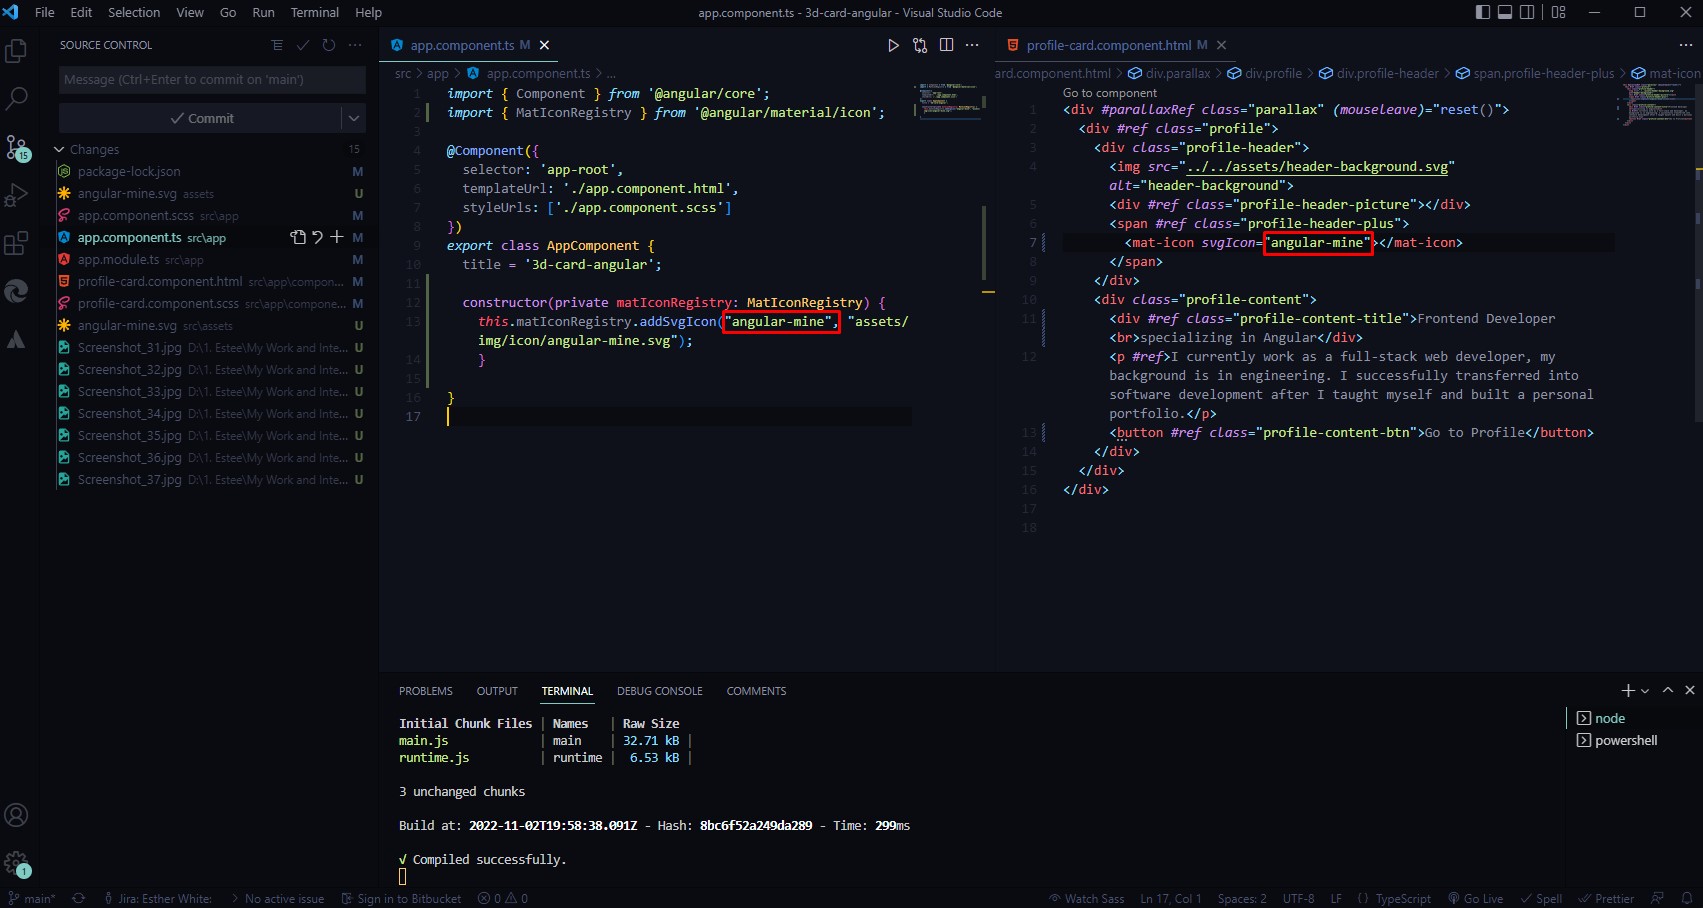 File Edit Selection View Go Run Terminal Help
app.component.ts - 3d-card-angular - Visual Studio Code
SOURCE CONTROL
Message (Ctrl+Enter to commit on 'main')
Commit
Changes 15
package-lock.json M
angular-mine.svg assets U
app.component.scss src\app M
app.component.ts src\app M
app.module.ts src\app M
profile-card.component.html src\app\compon... M
profile-card.component.scss src\app\compone... M
angular-mine.svg src\assets U
Screenshot_31.jpg D:\1. Estee\My Work and Inte... U
Screenshot_32.jpg D:\1. Estee\My Work and Inte... U
Screenshot_33.jpg D:\1. Estee\My Work and Inte... U
Screenshot_34.jpg D:\1. Estee\My Work and Inte... U
Screenshot_35.jpg D:\1. Estee\My Work and Inte... U
Screenshot_36.jpg D:\1. Estee\My Work and Inte... U
Screenshot_37.jpg D:\1. Estee\My Work and Inte... U
15
1
app.component.ts M
src > app > app.component.ts > ...
1 import { Component } from '@angular/core';
2 import { MatIconRegistry } from '@angular/material/icon';
3
4 @Component({
5 selector: 'app-root',
6 templateUrl: './app.component.html',
7 styleUrls: ['./app.component.scss']
8 })
9 export class AppComponent {
10 title = '3d-card-angular';
11
12 constructor(private matIconRegistry: MatIconRegistry) {
13 this.matIconRegistry.addSvgIcon("angular-mine", "assets/
img/icon/angular-mine.svg");
14 }
15
16 }
17
profile-card.component.html M
ard.component.html > div.parallax > div.profile > div.profile-header > span.profile-header-plus > mat-icon
Go to component
1 <div #parallaxRef class="parallax" (mouseleave)="reset()">
2 <div #ref class="profile">
3 <div class="profile-header">
4 <img src="../../assets/header-background.svg"
alt="header-background">
5 <div #ref class="profile-header-picture"></div>
6 <span #ref class="profile-header-plus">
7 <mat-icon svgIcon="angular-mine"></mat-icon>
8 </span>
9 </div>
10 <div class="profile-content">
11 <div #ref class="profile-content-title">Frontend Developer
<br>specializing in Angular</div>
12 <p #ref>I currently work as a full-stack web developer, my
background is in engineering. I successfully transferred into
software development after I taught myself and built a personal
portfolio.</p>
13 <button #ref class="profile-content-btn">Go to Profile</button>
14 </div>
15 </div>
16 </div>
17
18
PROBLEMS OUTPUT TERMINAL DEBUG CONSOLE COMMENTS
Initial Chunk Files | Names | Raw Size
main.js | main | 32.71 kB |
runtime.js | runtime | 6.53 kB |
3 unchanged chunks
Build at: 2022-11-02T19:58:38.091Z - Hash: 8bc6f52a249da289 - Time: 299ms
√ Compiled successfully.
node
powershell
main* Jira: Esther White: > No active issue Sign in to Bitbucket 0 0 Watch Sass Ln 17, Col 1 Spaces: 2 UTF-8 LF { } TypeScript Go Live Spell Prettier